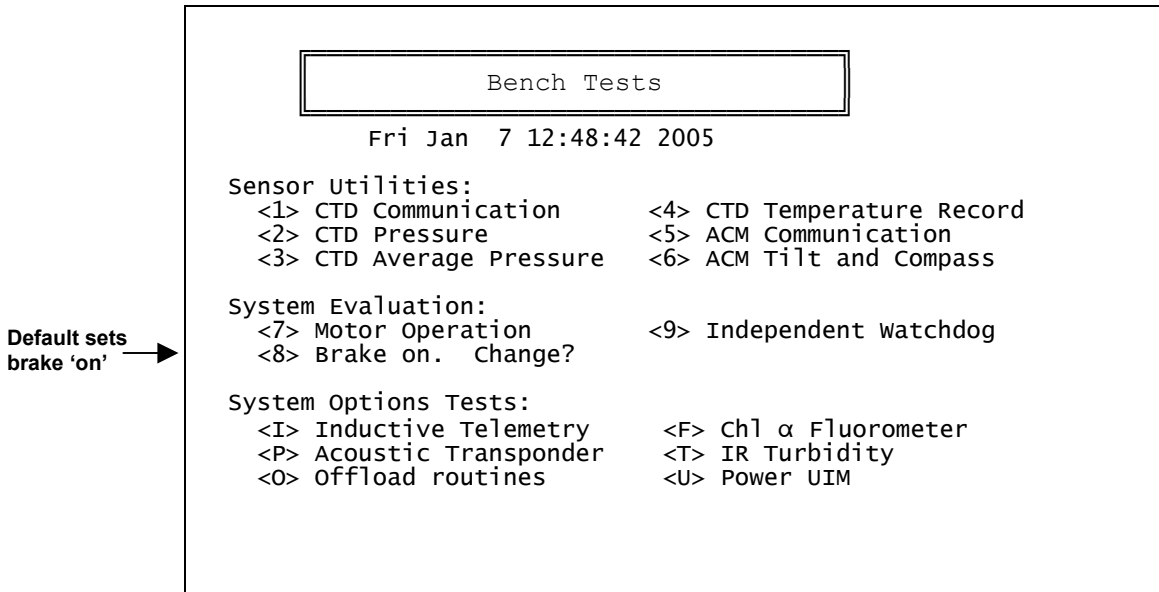 Bench Tests
Fri Jan  7 12:48:42 2005
Sensor Utilities:
<1> CTD Communication <4> CTD Temperature Record
<2> CTD Pressure <5> ACM Communication
<3> CTD Average Pressure <6> ACM Tilt and Compass
System Evaluation:
<7> Motor Operation <9> Independent Watchdog
<8> Brake on.  Change?
Default sets
brake ‘on’
System Options Tests:
<I> Inductive Telemetry <F> Chl α Fluorometer
<P> Acoustic Transponder <T> IR Turbidity
<O> Offload routines <U> Power UIM